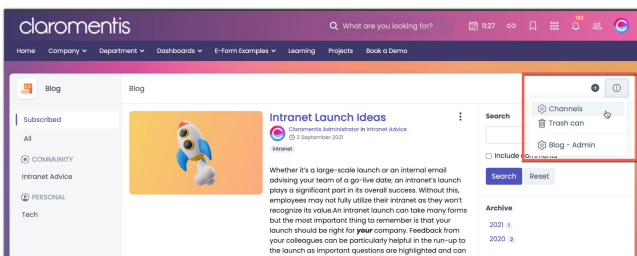 claromentis
What are you looking for?
11:27
163
Home Company Department Dashboards E-Form Examples Learning Projects Book a Demo
Blog
Blog
Subscribed
All
COMMUNITY
Intranet Advice
PERSONAL
Tech
Intranet Launch Ideas
Claromentis Administrator in Intranet Advice
3 September 2021
intranet
Whether it's a large-scale launch or an internal email
advising your team of a go-live date; an intranet's launch
plays a significant part in its overall success. Without this,
employees may not fully utilize their intranet as they won't
recognize its value.An intranet launch can take many forms
but the most important thing to remember is that your
launch should be right for your company. Feedback from
your colleagues can be particularly helpful in the run-up to
the launch as important questions are highlighted and can
Channels
Trash can
Blog - Admin
Search
Include comments
Search Reset
Archive
2021 1
2020 2